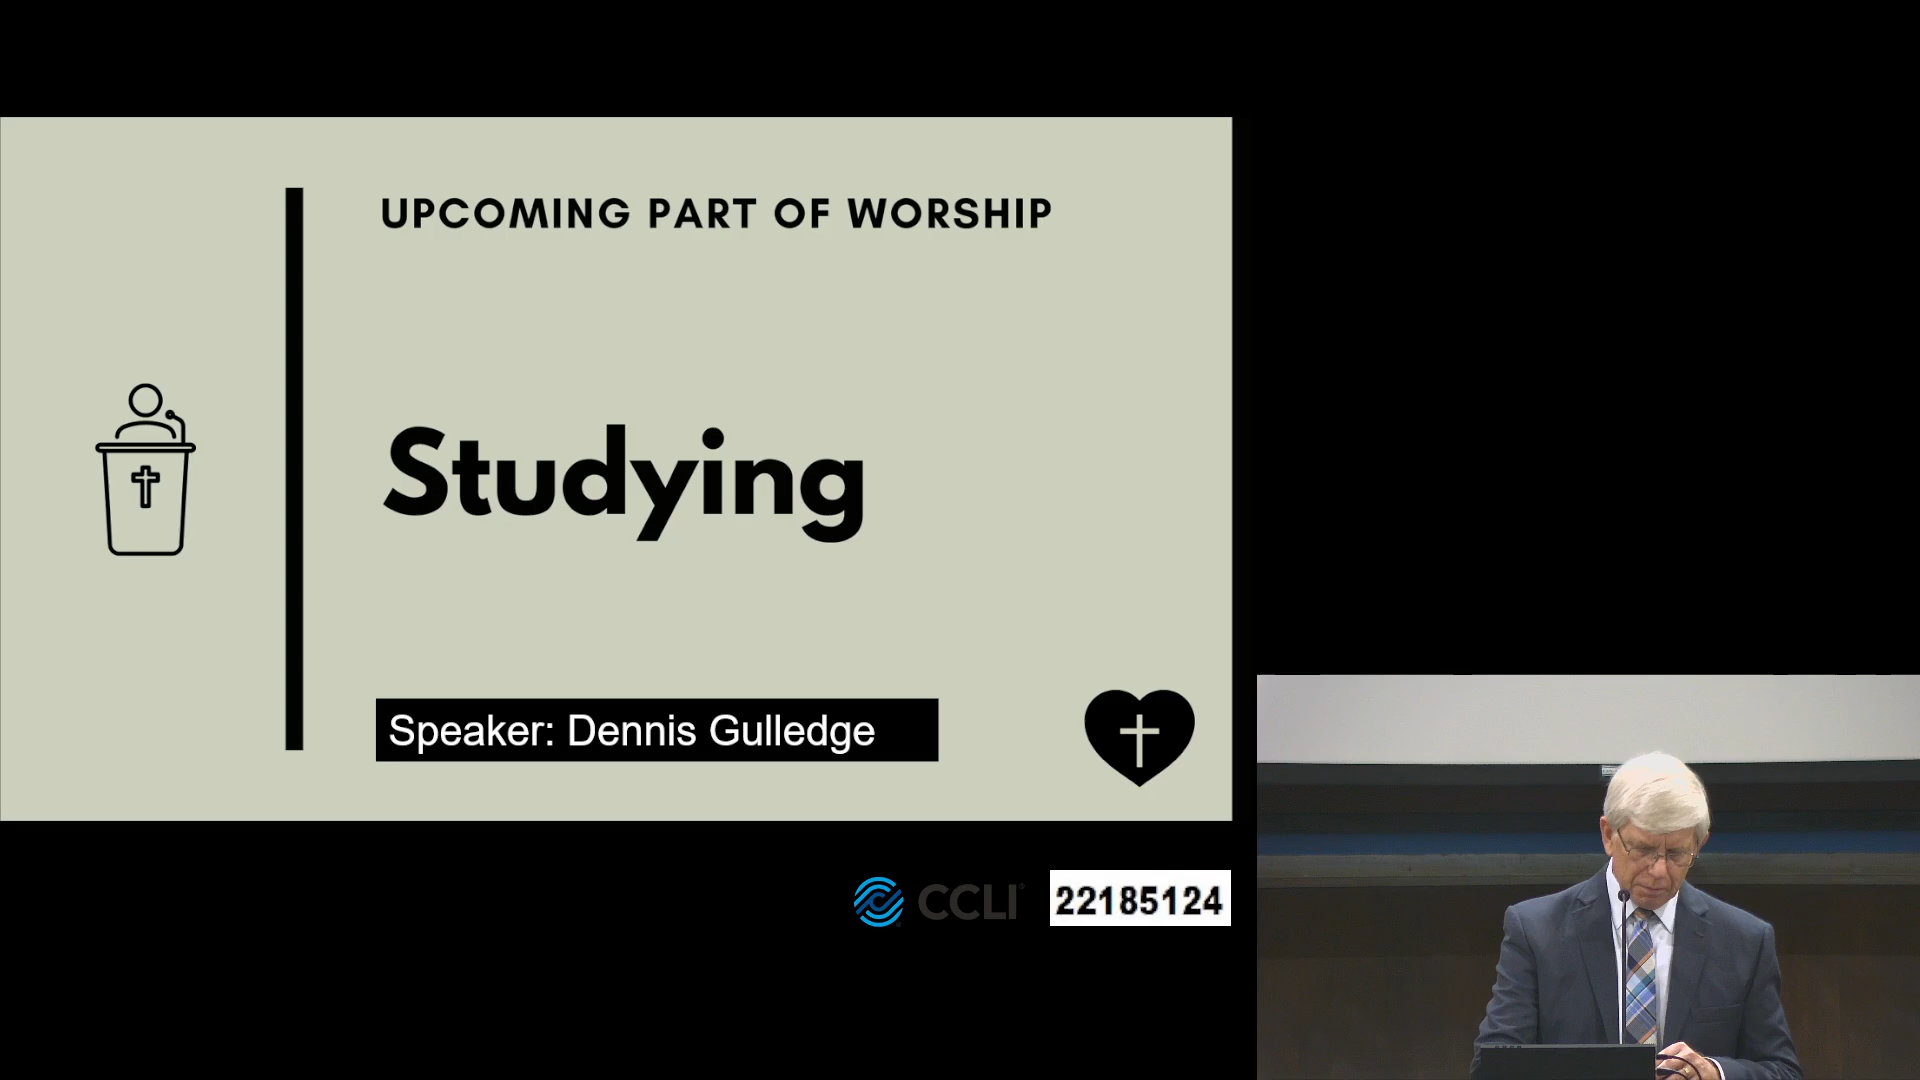 UPCOMING PART OF WORSHIP
Studying
Speaker: Dennis Gulledge
CCLI
22185124